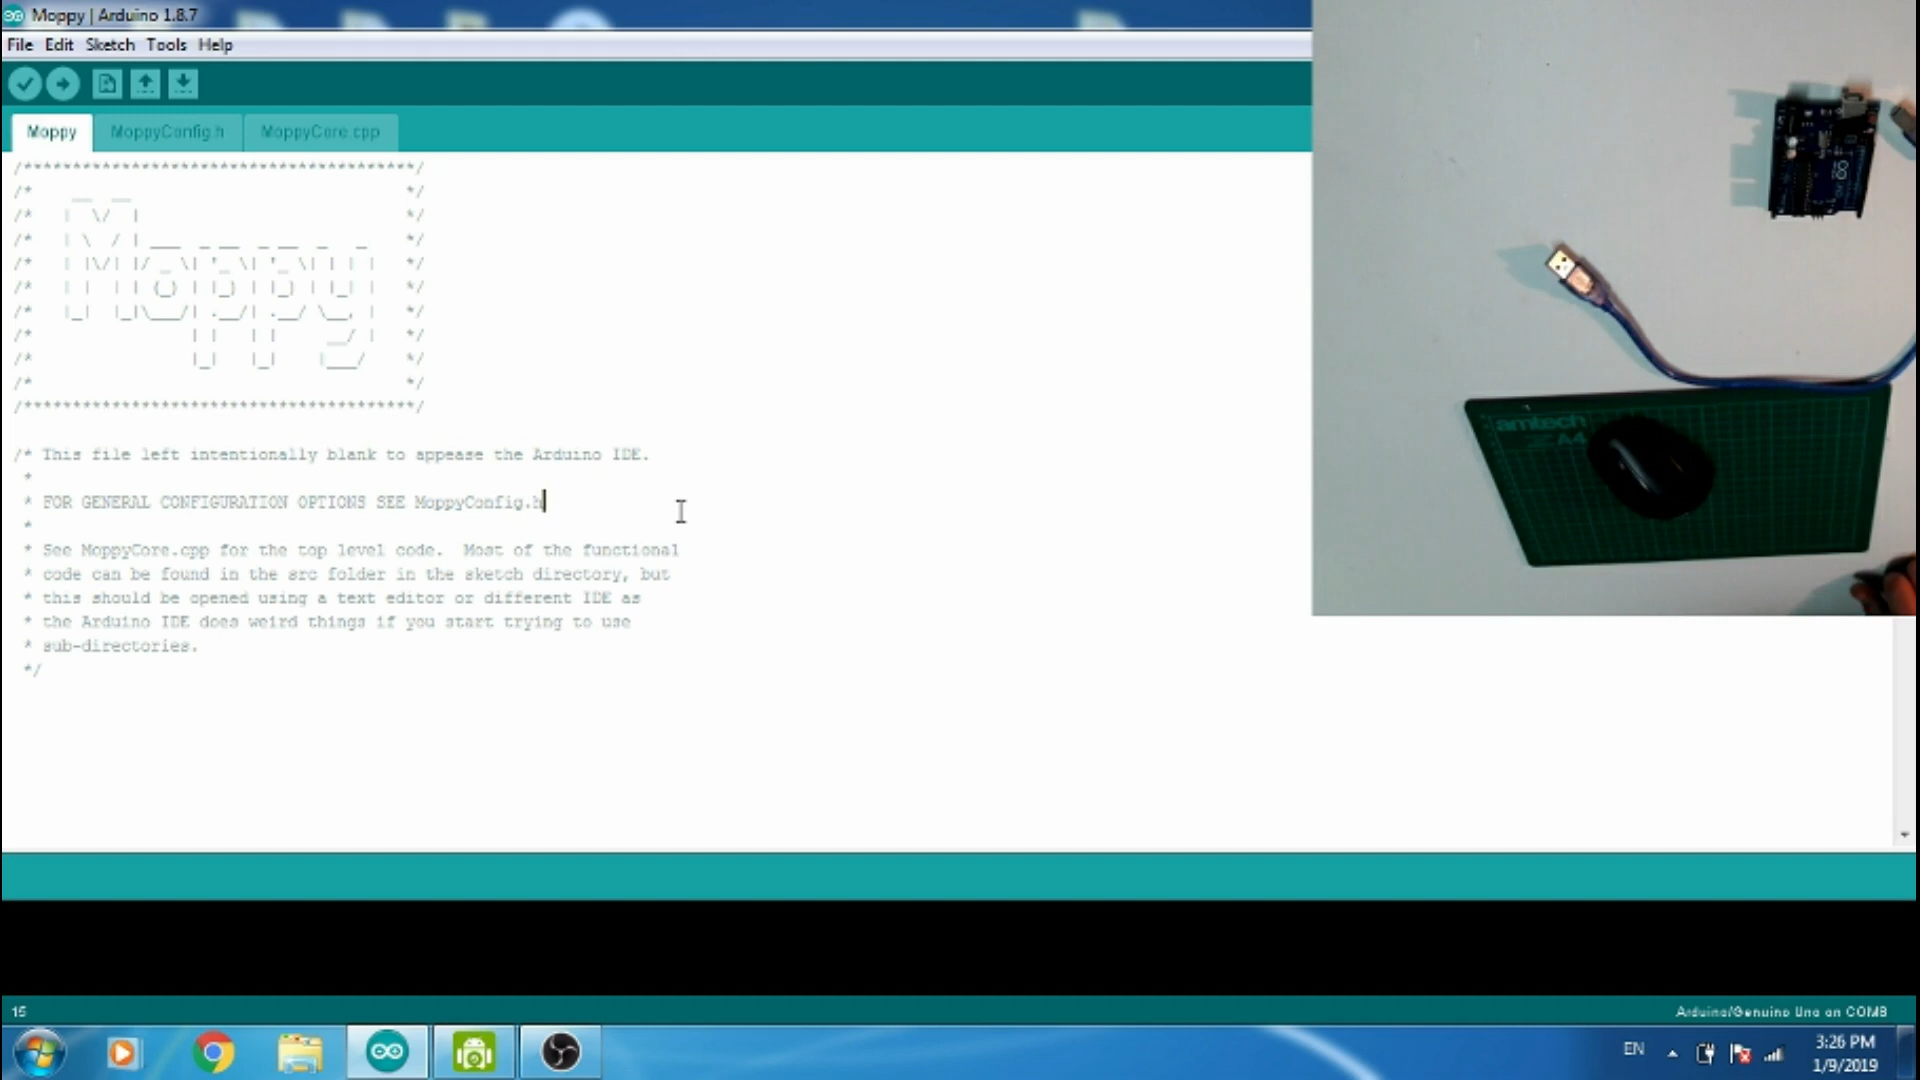 Moppy | Arduino 1.8.7
File Edit Sketch Tools Help
Moppy MoppyConfig.h MoppyCore.cpp
/* This file left intentionally blank to appease the Arduino IDE.
*
* FOR GENERAL CONFIGURATION OPTIONS SEE MoppyConfig.h
*
* See MoppyCore.cpp for the top level code. Most of the functional
* code can be found in the src folder in the sketch directory, but
* this should be opened using a text editor or different IDE as
* the Arduino IDE does weird things if you start trying to use
* sub-directories.
*/
amtech
A4
15
Arduino/Genuino Uno on COM8
EN
3:26 PM
1/9/2019